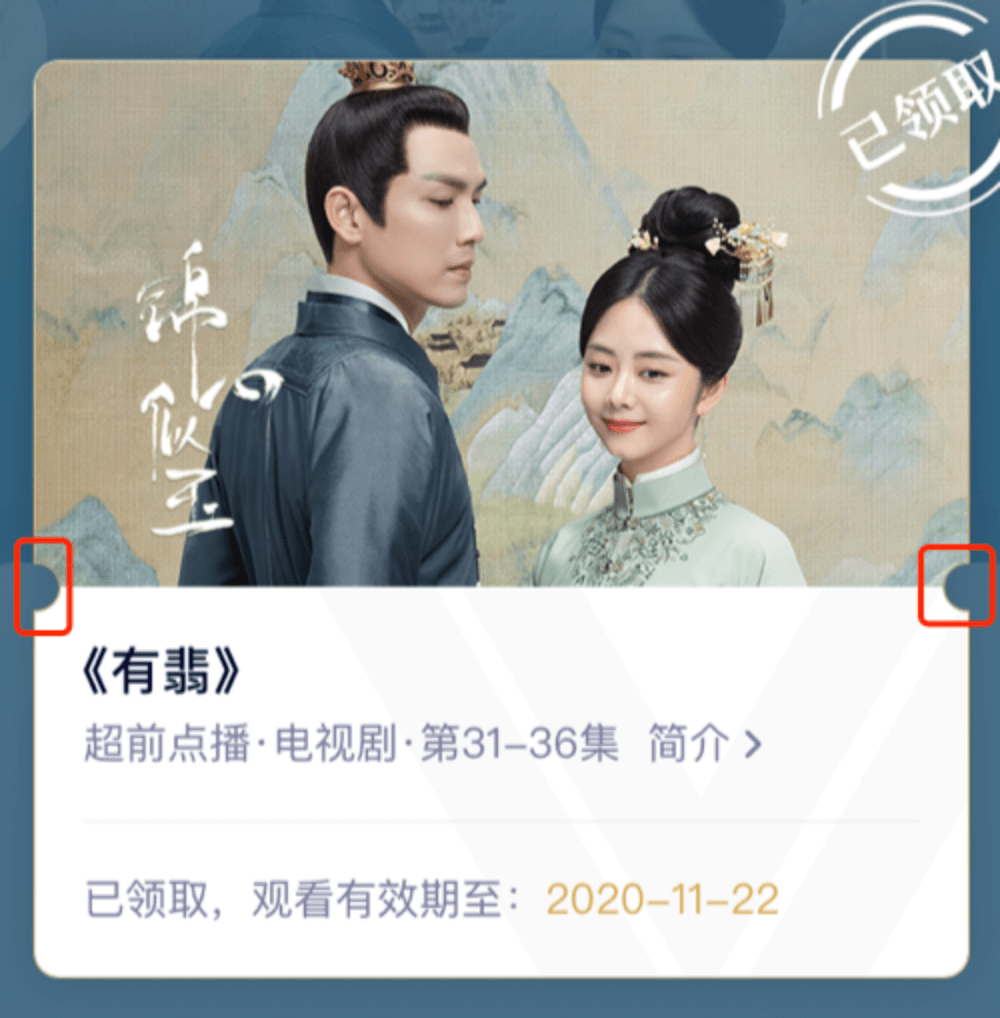 已领取
锦心似玉
《有翡》
超前点播·电视剧·第31-36集 简介 >
已领取，观看有效期至：2020-11-22